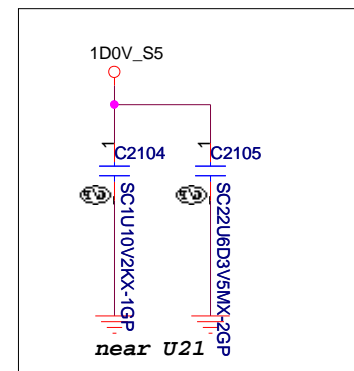 1D0V_S5
1
C2104
SC1U10V2KX-1GP
1
C2105
SC22U6D3V5MX-2GP
near U21